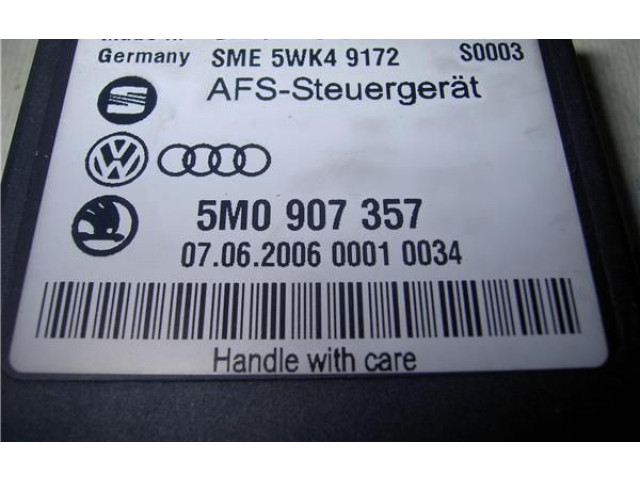 Germany SME 5WK4 9172 S0003
AFS-Steuergerät
5M0 907 357
07.06.2006 0001 0034
Handle with care